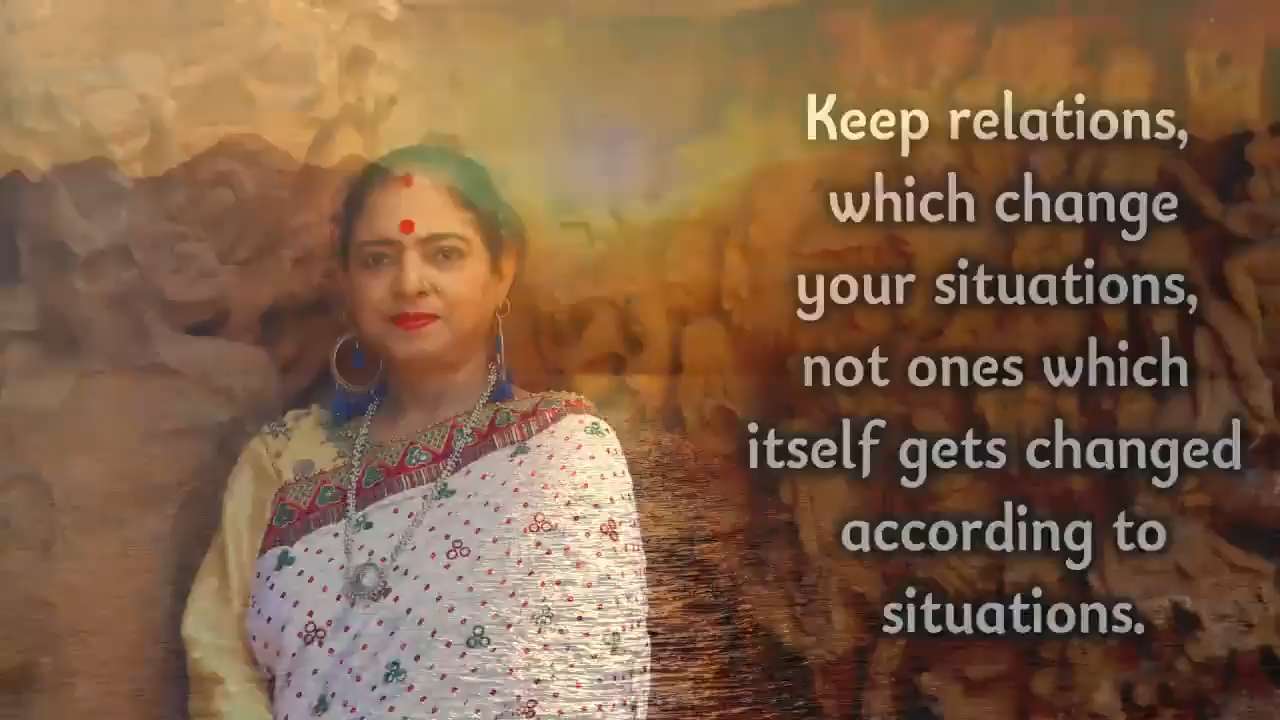 Keep relations,
which change
your situations,
not ones which
itself gets changed
according to
situations.